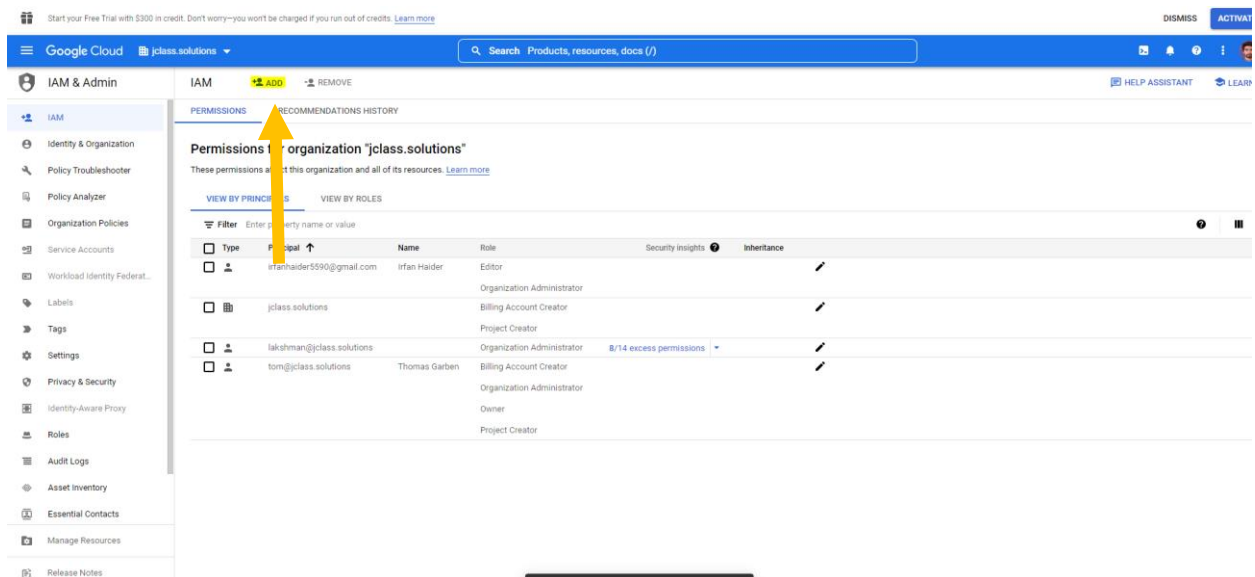 Start your Free Trial with $300 in credit. Don't worry—you won't be charged if you run out of credits. Learn more
DISMISS
ACTIVAT
Google Cloud
jclass.solutions
Search Products, resources, docs (/)
IAM & Admin
IAM
ADD
REMOVE
HELP ASSISTANT
LEARN
IAM
Identity & Organization
Policy Troubleshooter
Policy Analyzer
Organization Policies
Service Accounts
Workload Identity Federat...
Labels
Tags
Settings
Privacy & Security
Identity-Aware Proxy
Roles
Audit Logs
Asset Inventory
Essential Contacts
Manage Resources
Release Notes
PERMISSIONS
RECOMMENDATIONS HISTORY
Permissions organization "jclass.solutions"
These permissions this organization and all of its resources. Learn more
VIEW BY
VIEW BY ROLES
Filter Enter or value
Type
Name
Role
Security insights
Inheritance
irfanhaider5590@gmail.com
Irfan Haider
Editor
Organization Administrator
jclass.solutions
Billing Account Creator
Project Creator
lakshman@jclass.solutions
Organization Administrator
8/14 excess permissions
tom@jclass.solutions
Thomas Garben
Billing Account Creator
Organization Administrator
Owner
Project Creator